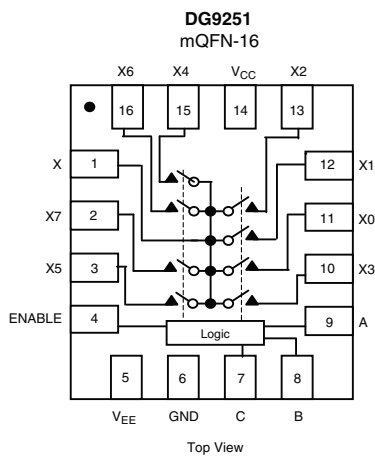 DG9251
mQFN-16
X6 X4 VCC X2
16 15 14 13
X 1 12 X1
X7 2 11 X0
X5 3 10 X3
ENABLE 4 Logic 9 A
5 6 7 8
VEE GND C B
Top View